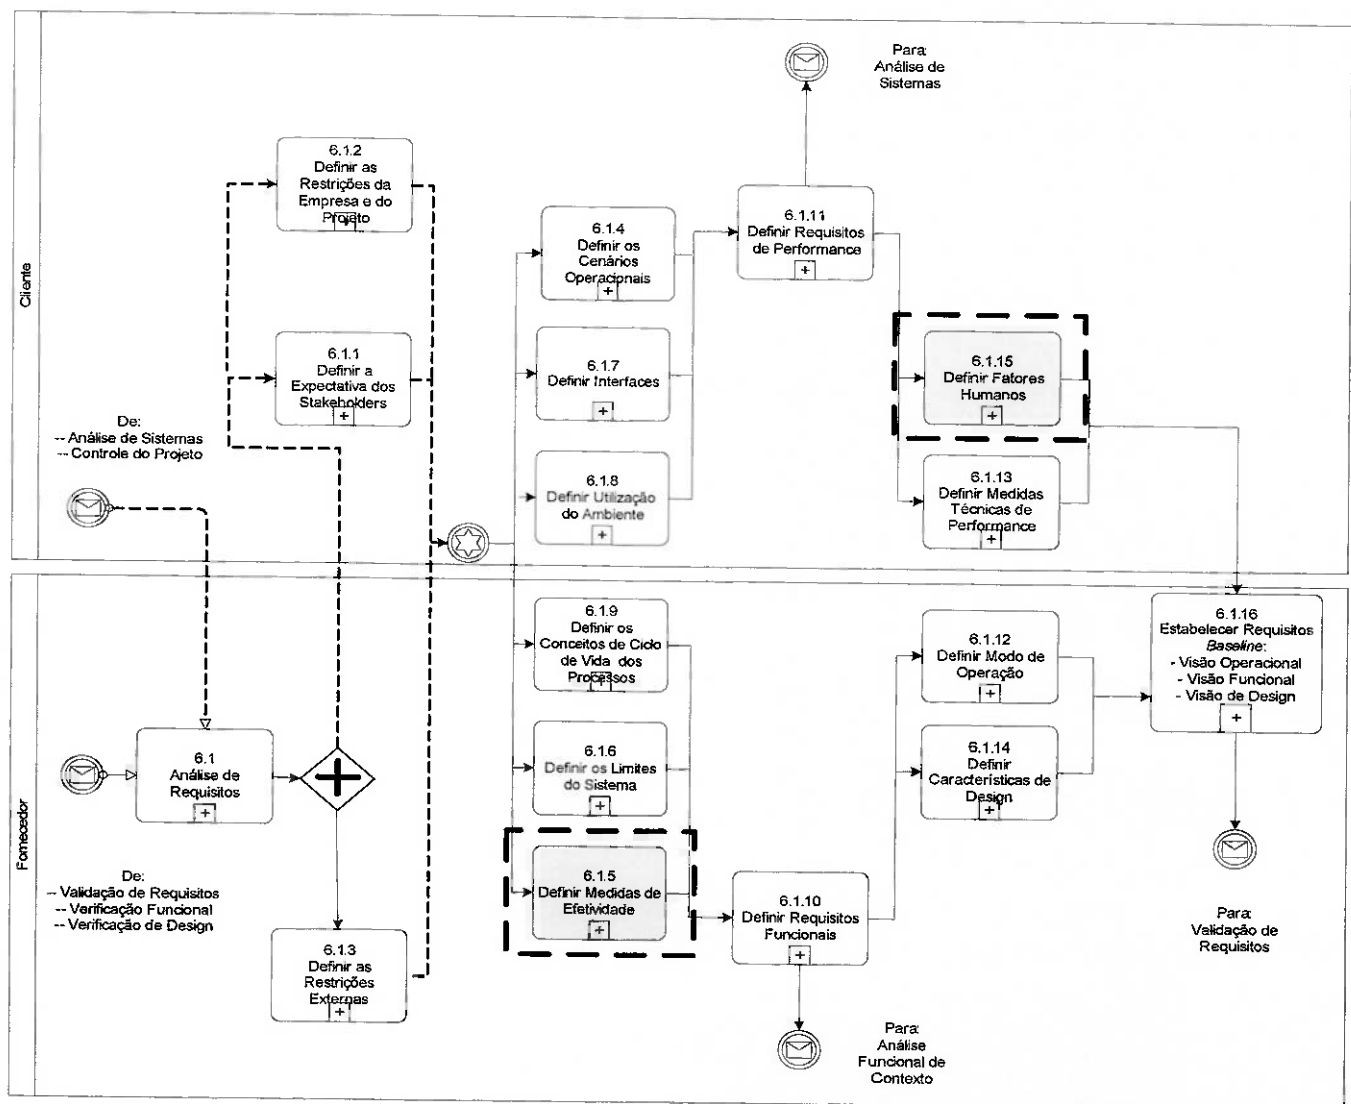 Cliente
Para:
Análise de
Sistemas
6.1.2
Definir as
Restrições da
Empresa e do
Projeto
6.1.4
Definir os
Cenários
Operacionais
6.1.11
Definir Requisitos
de Performance
6.1.1
Definir a
Expectativa dos
Stakeholders
6.1.7
Definir Interfaces
6.1.15
Definir Fatores
Humanos
De:
-- Análise de Sistemas
-- Controle do Projeto
6.1.8
Definir Utilização
do Ambiente
6.1.13
Definir Medidas
Técnicas de
Performance
Fornecedor
6.1.9
Definir os
Conceitos de Ciclo
de Vida dos
Processos
6.1.12
Definir Modo de
Operação
6.1.16
Estabelecer Requisitos
Baseline:
- Visão Operacional
- Visão Funcional
- Visão de Design
6.1
Análise de
Requisitos
6.1.6
Definir os Limites
do Sistema
6.1.14
Definir
Características de
Design
De:
-- Validação de Requisitos
-- Verificação Funcional
-- Verificação de Design
6.1.5
Definir Medidas de
Efetividade
6.1.10
Definir Requisitos
Funcionais
Para:
Validação de
Requisitos
6.1.3
Definir as
Restrições
Externas
Para:
Análise
Funcional de
Contexto